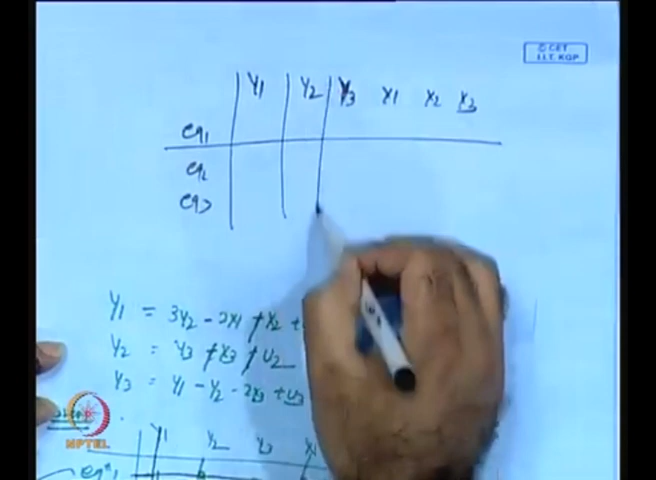 © CET
I.I.T. KGP
Y1 Y2 Y3 X1 X2 X3
eq1
eq2
eq3
Y1 = 3Y2 - 2X1 + X2 +
Y2 = Y3 + X3 + U2
Y3 = Y1 - Y2 - 2X3 + U3
Y1 Y2 Y3 X1
eqn1
NPTEL